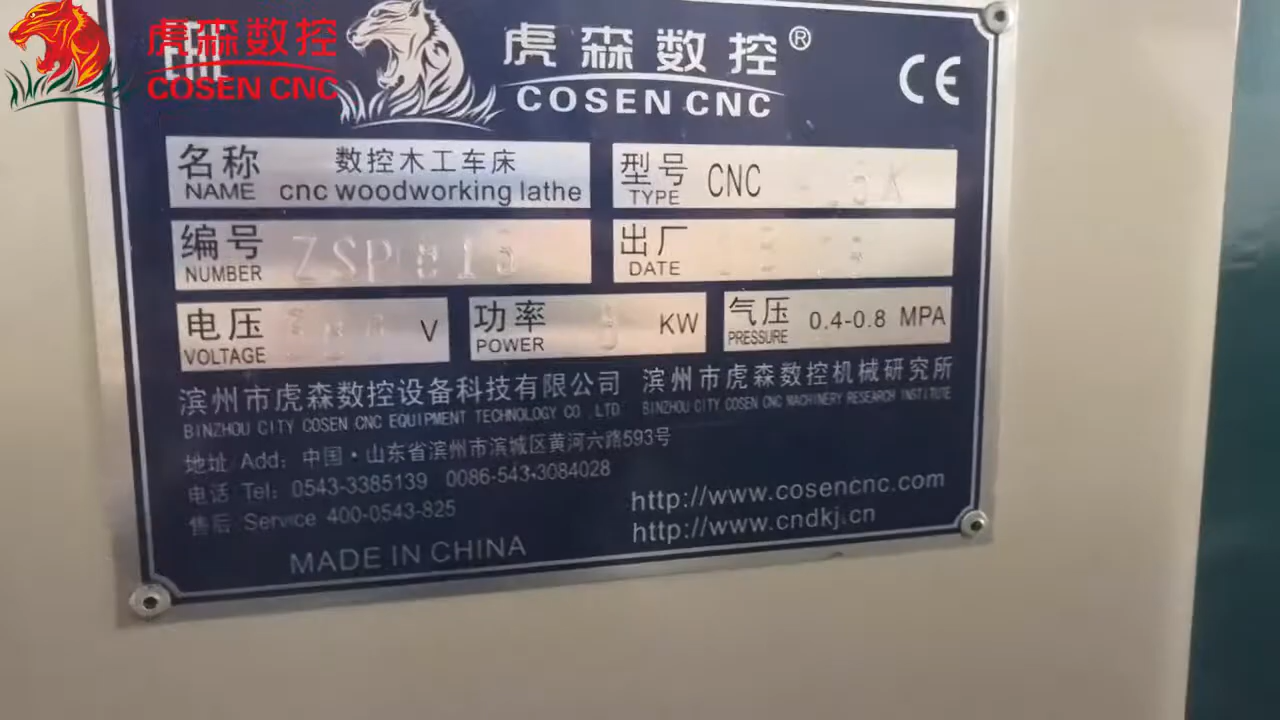 虎森数控
COSEN CNC
EAC
虎森数控®
COSEN CNC
CE
名称 数控木工车床
NAME cnc woodworking lathe
型号 CNC
TYPE
编号
NUMBER
出厂
DATE
电压 V
VOLTAGE
功率 KW
POWER
气压 0.4-0.8 MPA
PRESSURE
滨州市虎森数控设备科技有限公司 滨州市虎森数控机械研究所
BINZHOU CITY COSEN CNC EQUIPMENT TECHNOLOGY CO ,LTD BINZHOU CITY COSEN CNC MACHINERY RESEARCH INSTITUTE
地址 Add: 中国·山东省滨州市滨城区黄河六路593号
电话 Tel: 0543-3385139 0086-543-3084028
售后 Service 400-0543-825
http://www.cosencnc.com
http://www.cndkj.cn
MADE IN CHINA